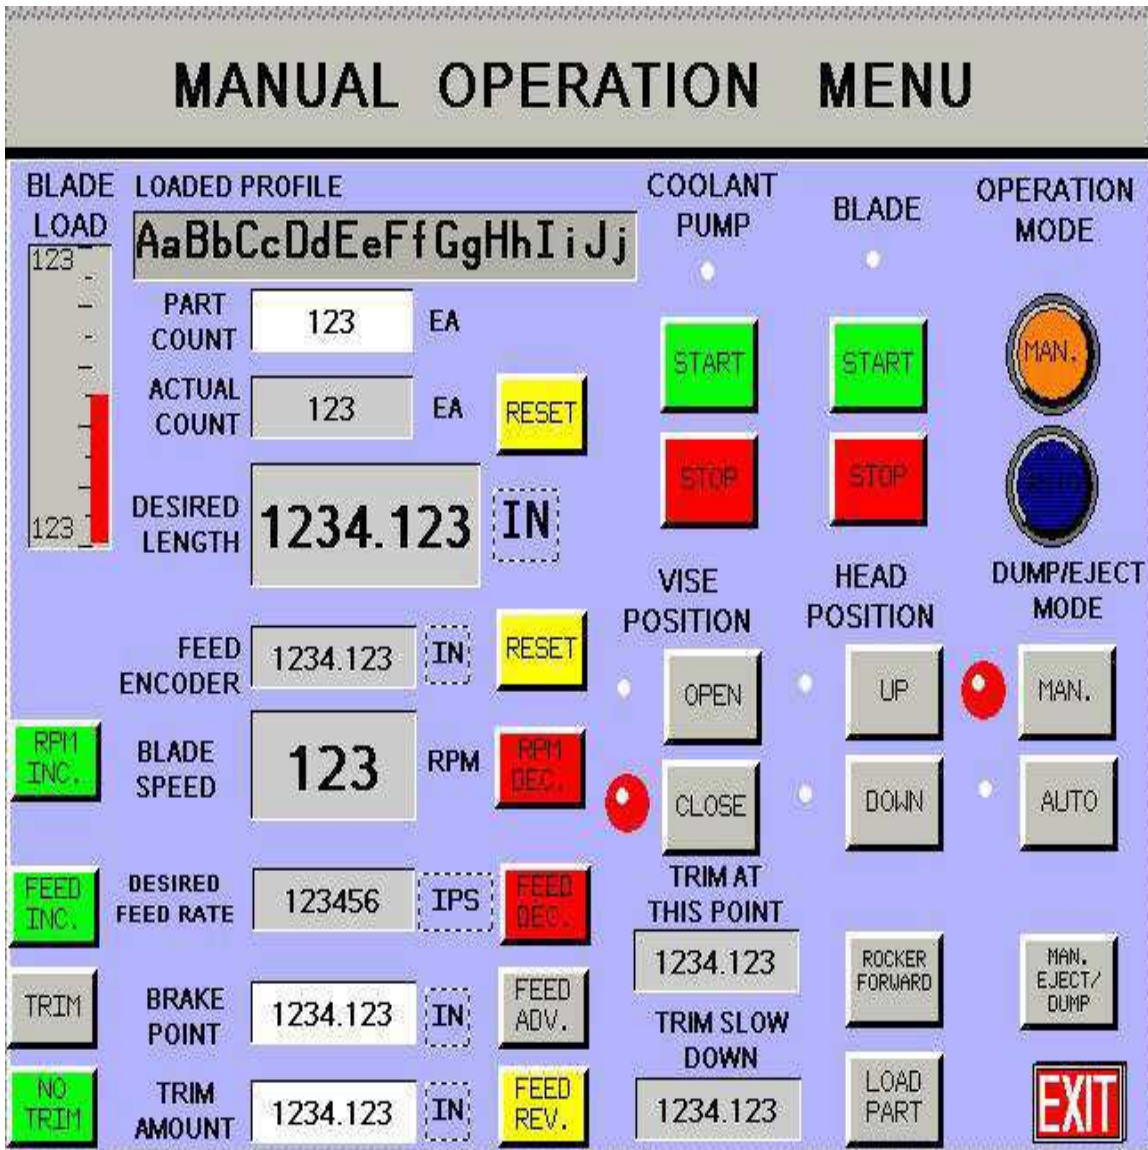 MANUAL OPERATION MENU
BLADE
LOAD
123
123
LOADED PROFILE
AaBbCcDdEeFfGgHhIiJj
PART
COUNT
123
EA
ACTUAL
COUNT
123
EA
RESET
DESIRED
LENGTH
1234.123
IN
FEED
ENCODER
1234.123
IN
RESET
RPM
INC.
BLADE
SPEED
123
RPM
RPM
DEC.
FEED
INC.
DESIRED
FEED RATE
123456
IPS
FEED
DEC.
TRIM
BRAKE
POINT
1234.123
IN
FEED
ADV.
NO
TRIM
TRIM
AMOUNT
1234.123
IN
FEED
REV.
COOLANT
PUMP
START
STOP
BLADE
START
STOP
OPERATION
MODE
MAN.
VISE
POSITION
OPEN
CLOSE
HEAD
POSITION
UP
DOWN
DUMP/EJECT
MODE
MAN.
AUTO
TRIM AT
THIS POINT
1234.123
TRIM SLOW
DOWN
1234.123
ROCKER
FORWARD
LOAD
PART
MAN.
EJECT/
DUMP
EXIT